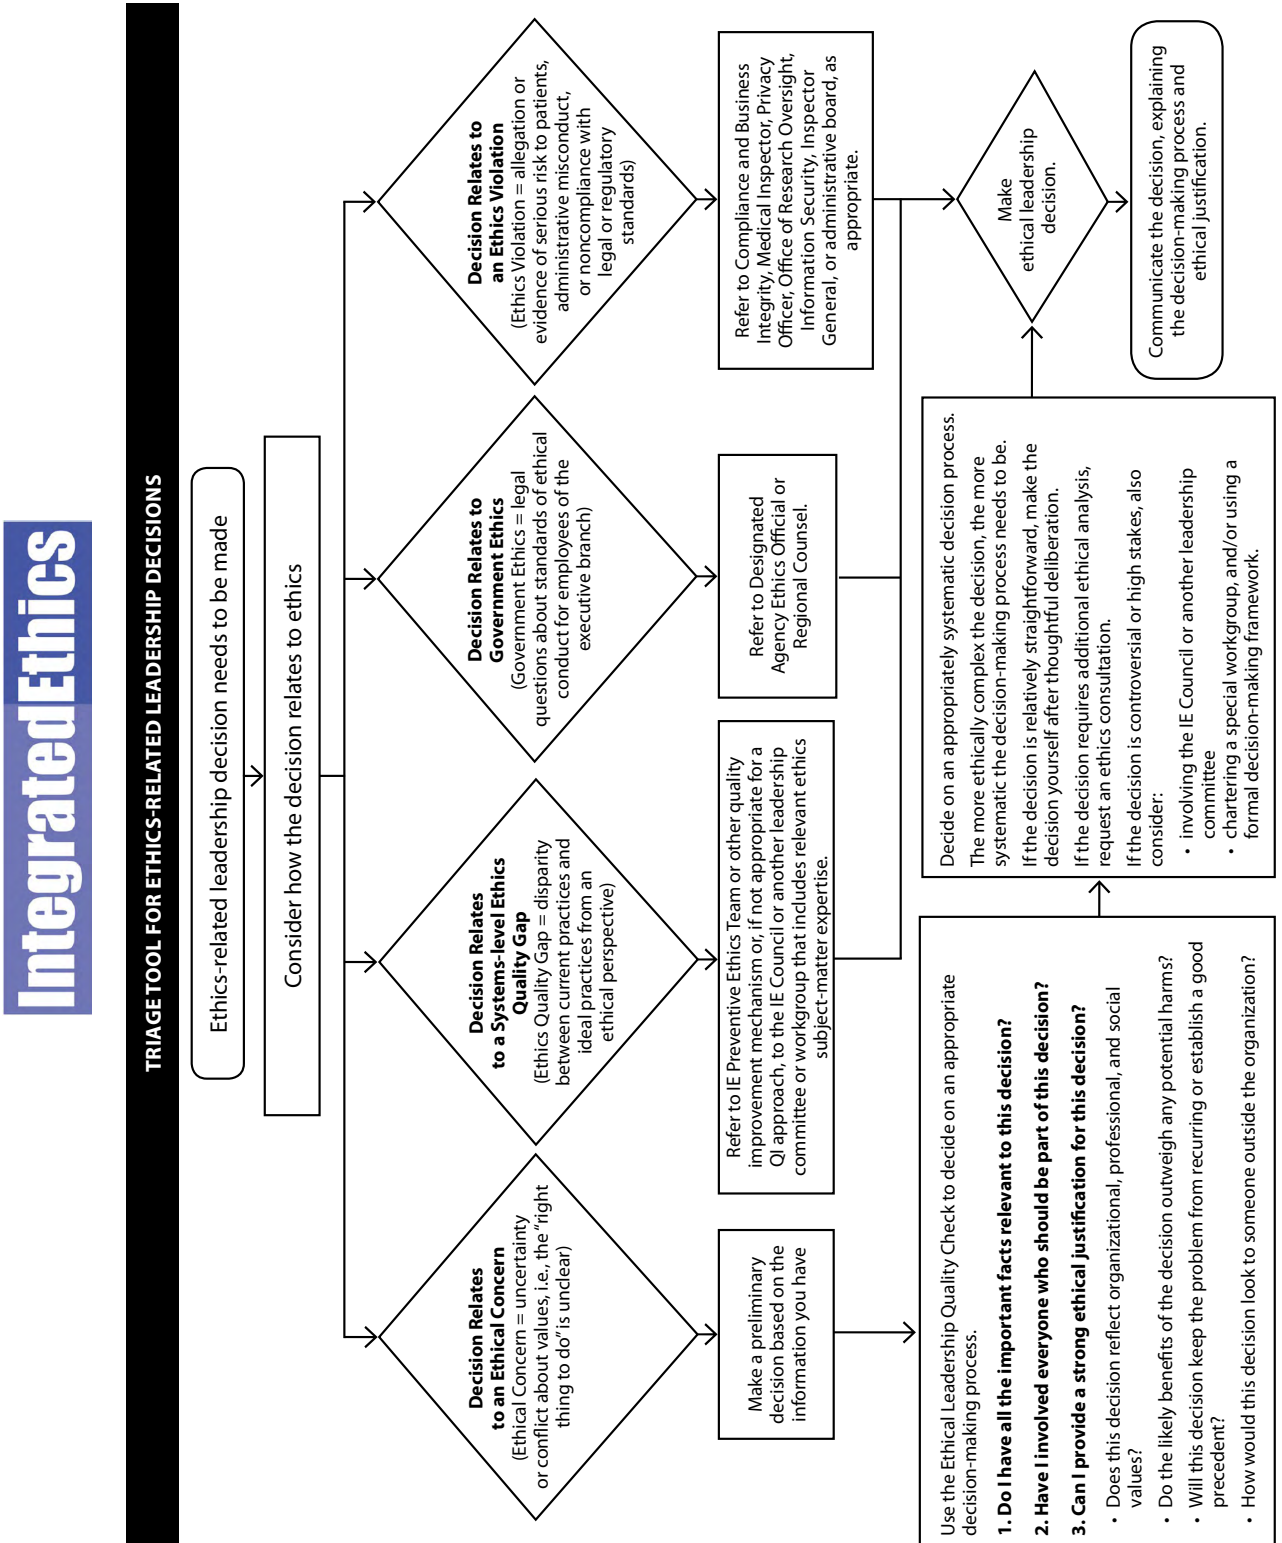 IntegratedEthics
TRIAGE TOOL FOR ETHICS-RELATED LEADERSHIP DECISIONS
Ethics-related leadership decision needs to be made
Consider how the decision relates to ethics
Decision Relates
to an Ethical Concern
(Ethical Concern = uncertainty
or conflict about values, i.e., the “right
thing to do” is unclear)
Decision Relates
to a Systems-level Ethics
Quality Gap
(Ethics Quality Gap = disparity
between current practices and
ideal practices from an
ethical perspective)
Decision Relates to
Government Ethics
(Government Ethics = legal
questions about standards of ethical
conduct for employees of the
executive branch)
Decision Relates to
an Ethics Violation
(Ethics Violation = allegation or
evidence of serious risk to patients,
administrative misconduct,
or noncompliance with
legal or regulatory
standards)
Make a preliminary
decision based on the
information you have
Refer to IE Preventive Ethics Team or other quality
improvement mechanism or, if not appropriate for a
QI approach, to the IE Council or another leadership
committee or workgroup that includes relevant ethics
subject-matter expertise.
Refer to Designated
Agency Ethics Official or
Regional Counsel.
Refer to Compliance and Business
Integrity, Medical Inspector, Privacy
Officer, Office of Research Oversight,
Information Security, Inspector
General, or administrative board, as
appropriate.
Use the Ethical Leadership Quality Check to decide on an appropriate
decision-making process.
1. Do I have all the important facts relevant to this decision?
2. Have I involved everyone who should be part of this decision?
3. Can I provide a strong ethical justification for this decision?
• Does this decision reflect organizational, professional, and social
values?
• Do the likely benefits of the decision outweigh any potential harms?
• Will this decision keep the problem from recurring or establish a good
precedent?
• How would this decision look to someone outside the organization?
Decide on an appropriately systematic decision process.
The more ethically complex the decision, the more
systematic the decision-making process needs to be.
If the decision is relatively straightforward, make the
decision yourself after thoughtful deliberation.
If the decision requires additional ethical analysis,
request an ethics consultation.
If the decision is controversial or high stakes, also
consider:
• involving the IE Council or another leadership
committee
• chartering a special workgroup, and/or using a
formal decision-making framework.
Make
ethical leadership
decision.
Communicate the decision, explaining
the decision-making process and
ethical justification.